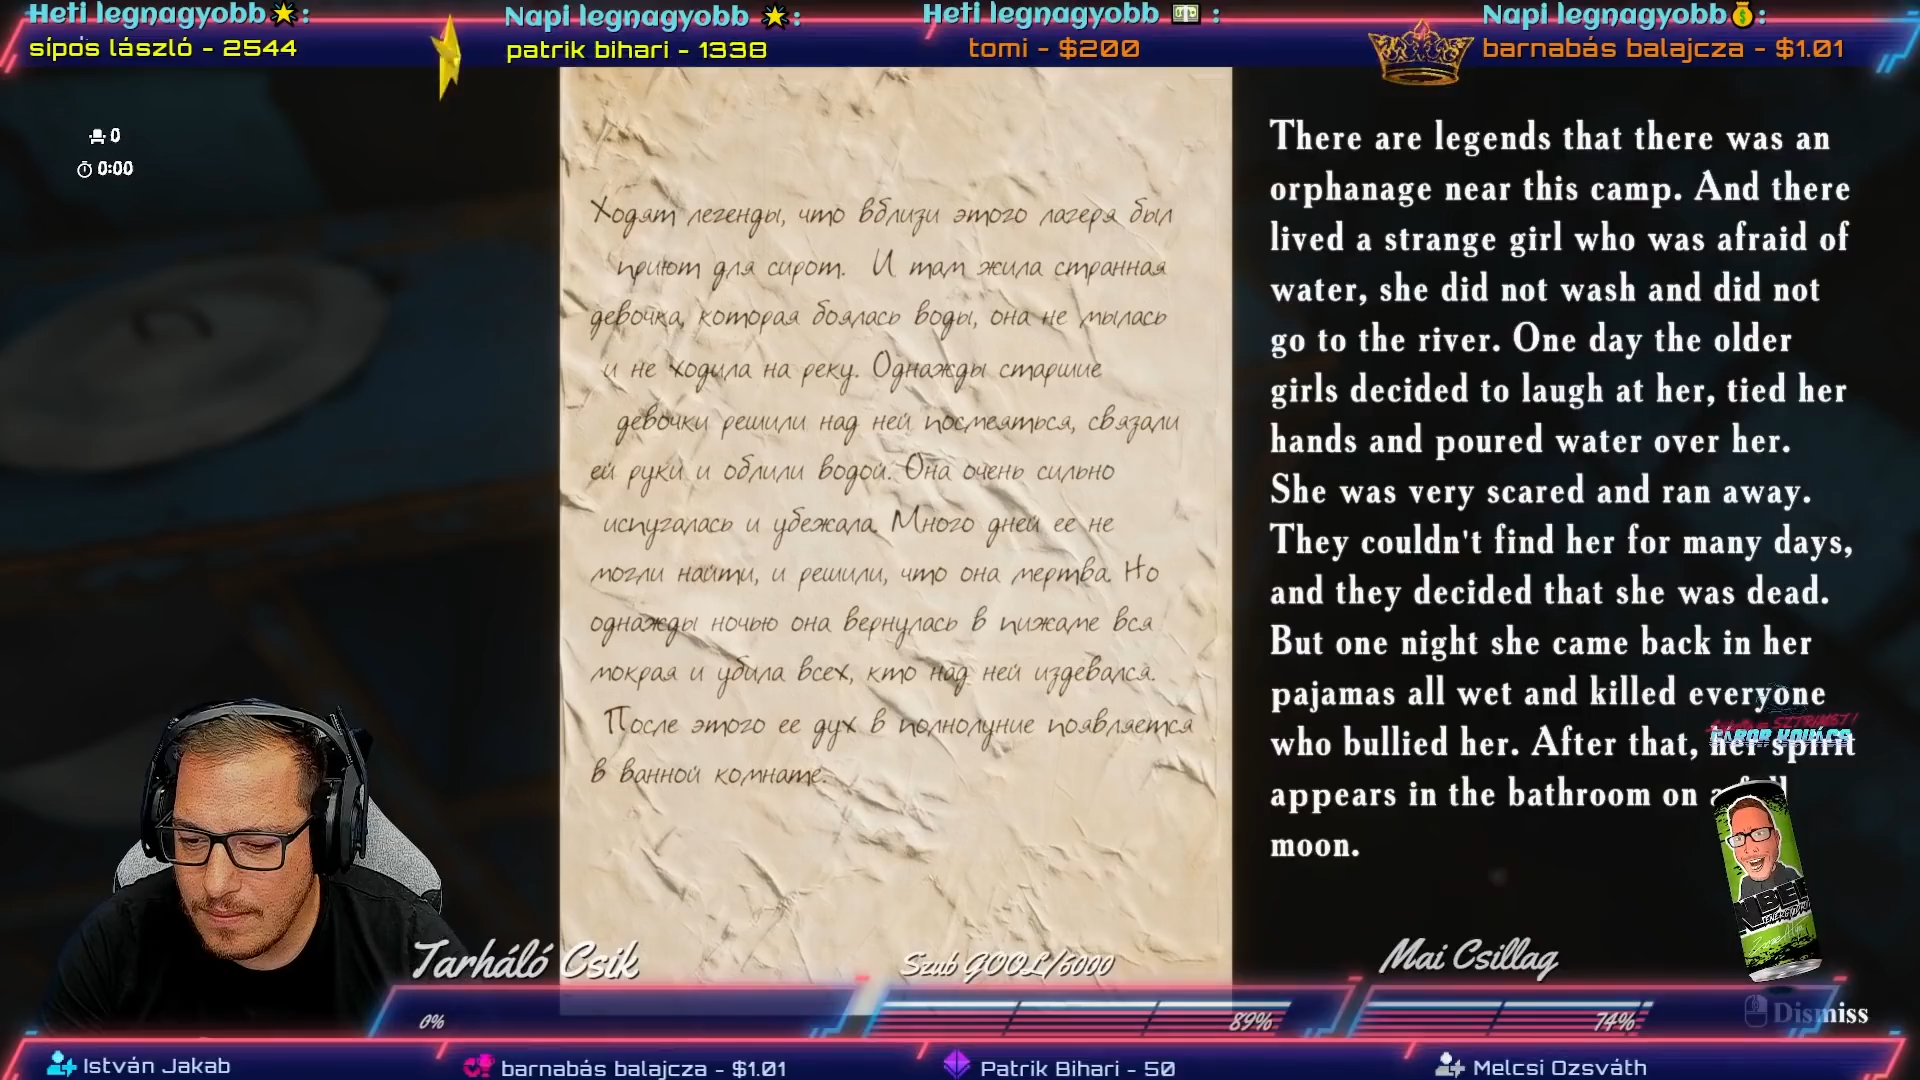 Heti legnagyobb⭐:
sípos lászló - 2544
Napi legnagyobb ⭐:
patrik bihari - 1338
Heti legnagyobb 💵 :
tomi - $200
Napi legnagyobb💰:
barnabás balajcza - $1.01
0
0:00
Ходят легенды, что вблизи этого лагеря был
приют для сирот. И там жила странная
девочка, которая боялась воды, она не мылась
и не ходила на реку. Однажды старшие
девочки решили над ней посмеяться, связали
ей руки и облили водой. Она очень сильно
испугалась и убежала. Много дней ее не
могли найти, и решили, что она мертва. Но
однажды ночью она вернулась в пижаме вся
мокрая и убила всех, кто над ней издевался.
После этого ее дух в полнолуние появляется
в ванной комнате.
There are legends that there was an
orphanage near this camp. And there
lived a strange girl who was afraid of
water, she did not wash and did not
go to the river. One day the older
girls decided to laugh at her, tied her
hands and poured water over her.
She was very scared and ran away.
They couldn't find her for many days,
and they decided that she was dead.
But one night she came back in her
pajamas all wet and killed everyone
who bullied her. After that, her spirit
appears in the bathroom on a full
moon.
Tarháló Csík
Szub GOOL/6000
Mai Csillag
0%
89%
74%
Dismiss
István Jakab
barnabás balajcza - $1.01
Patrik Bihari - 50
Melcsi Ozsváth